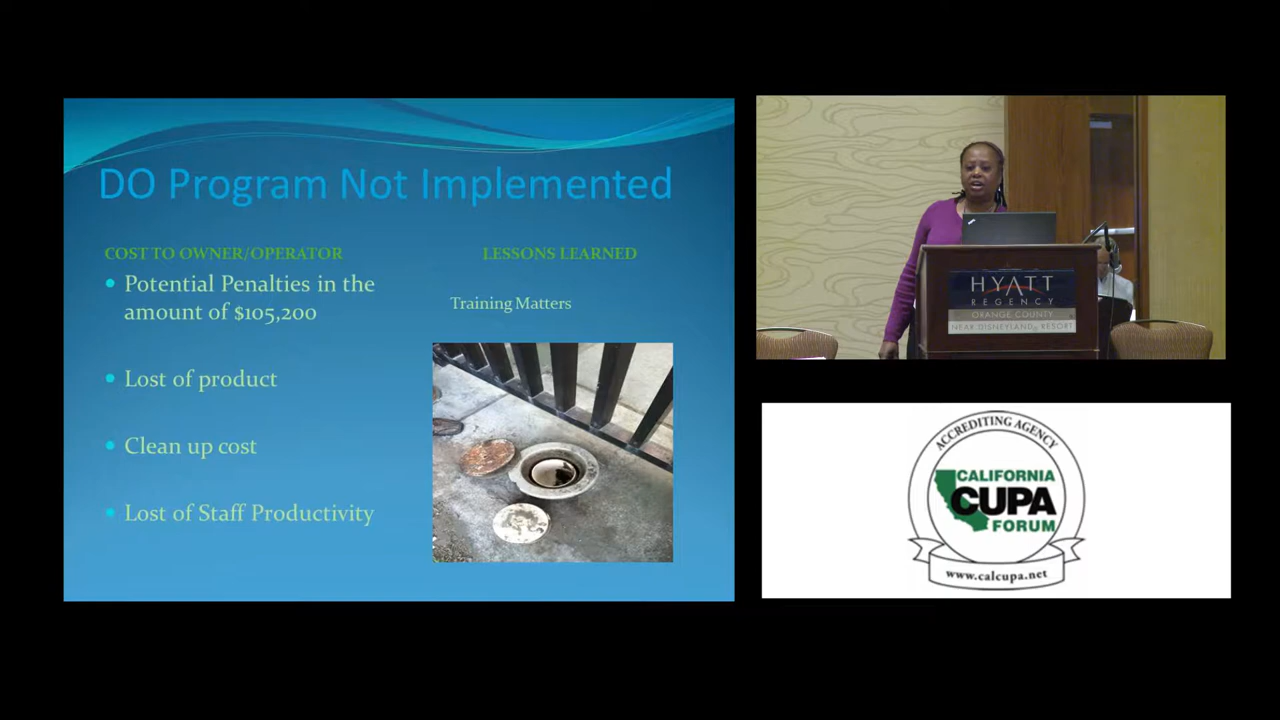 DO Program Not Implemented
COST TO OWNER/OPERATOR
LESSONS LEARNED
• Potential Penalties in the
amount of $105,200
• Lost of product
• Clean up cost
• Lost of Staff Productivity
Training Matters
HYATT
REGENCY
ORANGE COUNTY
NEAR DISNEYLAND® RESORT
ACCREDITING AGENCY
CALIFORNIA
CUPA
FORUM
www.calcupa.net